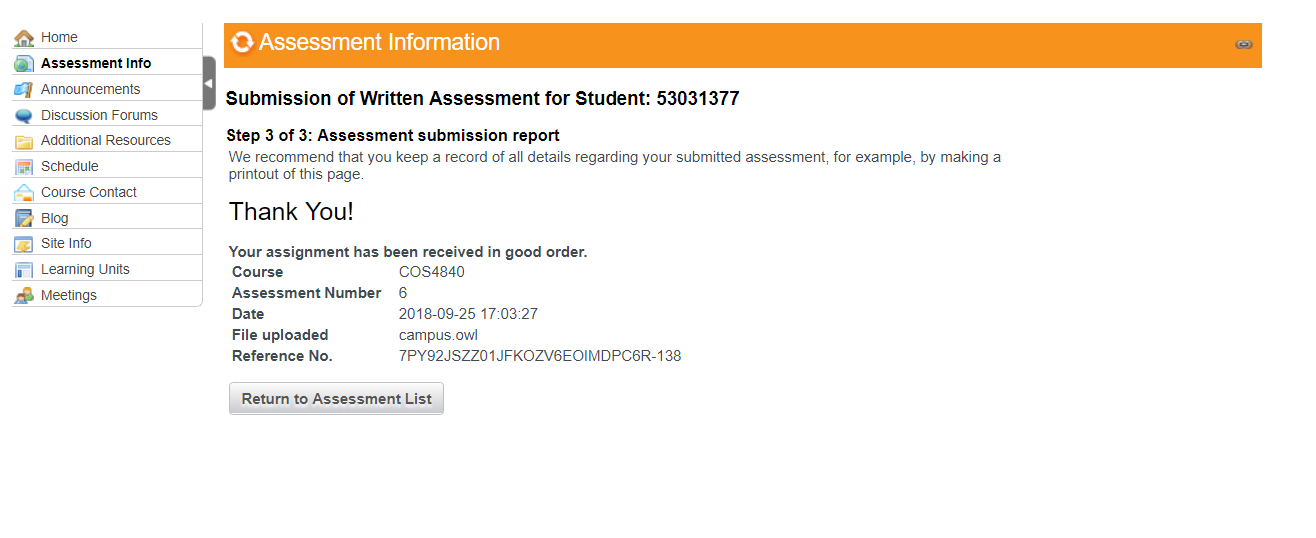 Home
Assessment Info
Announcements
Discussion Forums
Additional Resources
Schedule
Course Contact
Blog
Site Info
Learning Units
Meetings
Assessment Information
Submission of Written Assessment for Student: 53031377
Step 3 of 3: Assessment submission report
We recommend that you keep a record of all details regarding your submitted assessment, for example, by making a
printout of this page.
Thank You!
Your assignment has been received in good order.
Course COS4840
Assessment Number 6
Date 2018-09-25 17:03:27
File uploaded campus.owl
Reference No. 7PY92JSZZ01JFKOZV6EOIMDPC6R-138
Return to Assessment List